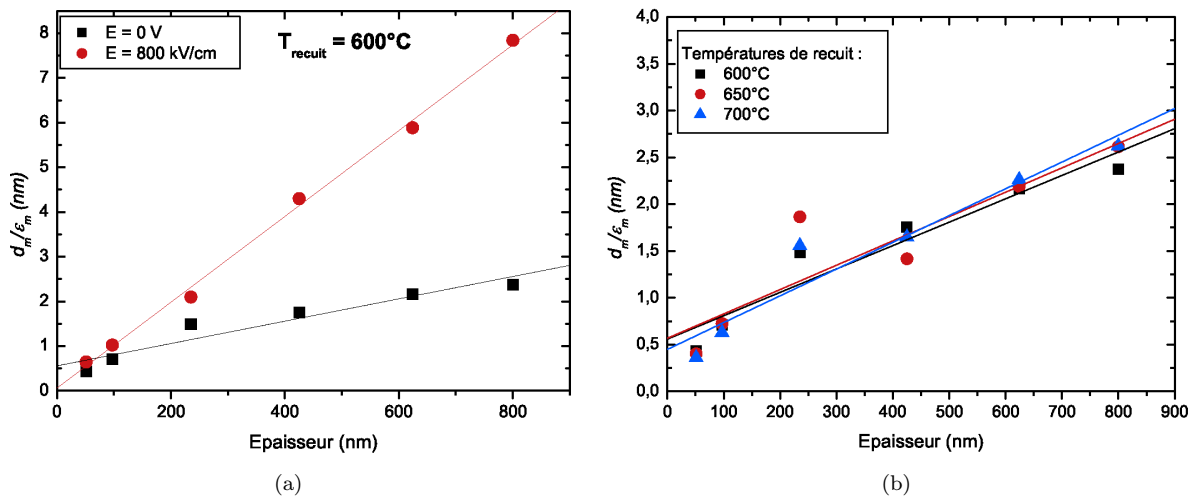 E = 0 V
E = 800 kV/cm
T recuit = 600°C
8
7
6
5
4
3
2
1
0
d_m/ε_m (nm)
0 200 400 600 800
Epaisseur (nm)
(a)
Températures de recuit :
600°C
650°C
700°C
4,0
3,5
3,0
2,5
2,0
1,5
1,0
0,5
0,0
d_m/ε_m (nm)
0 100 200 300 400 500 600 700 800 900
Epaisseur (nm)
(b)